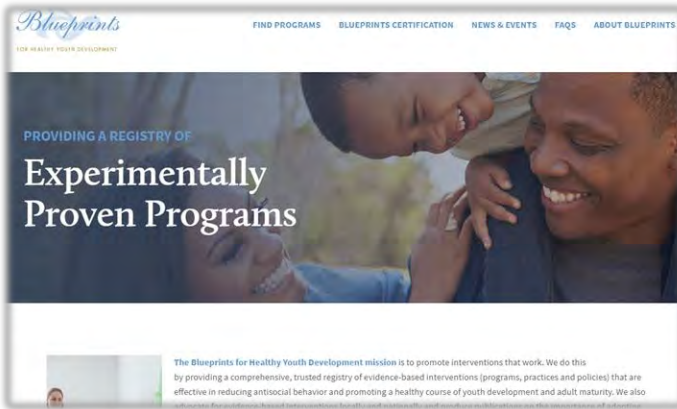 Blueprints
FOR HEALTHY YOUTH DEVELOPMENT
FIND PROGRAMS BLUEPRINTS CERTIFICATION NEWS & EVENTS FAQS ABOUT BLUEPRINTS
PROVIDING A REGISTRY OF
Experimentally
Proven Programs
The Blueprints for Healthy Youth Development mission is to promote interventions that work. We do this
by providing a comprehensive, trusted registry of evidence-based interventions (programs, practices and policies) that are
effective in reducing antisocial behavior and promoting a healthy course of youth development and adult maturity. We also